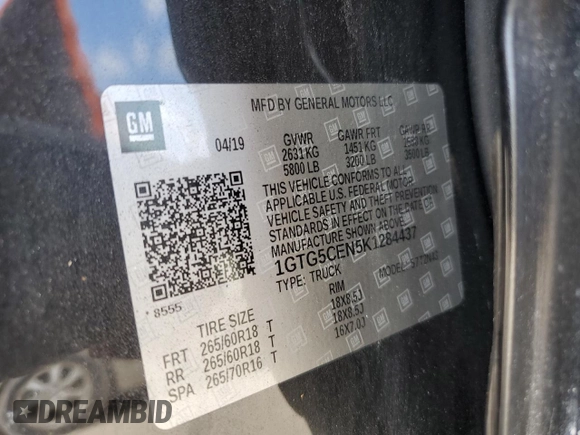 MFD BY GENERAL MOTORS LLC
GM
04/19 GVWR GAWR FRT GAWR RR
2631 KG 1451 KG
5800 LB 3200 LB
THIS VEHICLE CONFORMS TO ALL
APPLICABLE U.S. FEDERAL MOTOR
VEHICLE SAFETY AND THEFT PREVENTION
STANDARDS IN EFFECT ON THE DATE OF
MANUFACTURE SHOWN ABOVE.
1GTG5CEN5K1284437
TYPE: TRUCK
8555
TIRE SIZE RIM
FRT 265/60R18 T 18X8.5J
RR 265/60R18 T 18X8.5J
SPA 265/70R16 T 16X7.0J
DREAMBID